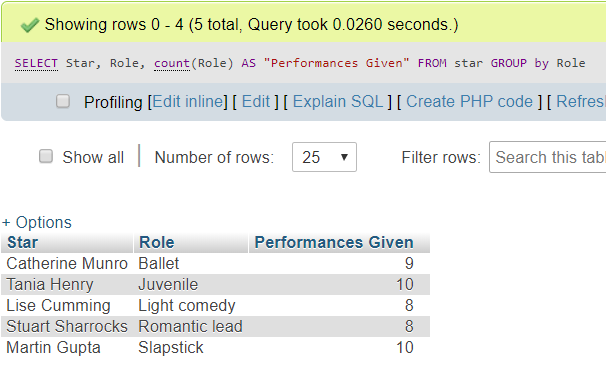 Showing rows 0 - 4 (5 total, Query took 0.0260 seconds.)
SELECT Star, Role, count(Role) AS "Performances Given" FROM star GROUP by Role
Profiling [Edit inline] [ Edit ] [ Explain SQL ] [ Create PHP code ] [ Refres
Show all | Number of rows: 25 Filter rows: Search this tab
+ Options
Star Role Performances Given
Catherine Munro Ballet 9
Tania Henry Juvenile 10
Lise Cumming Light comedy 8
Stuart Sharrocks Romantic lead 8
Martin Gupta Slapstick 10